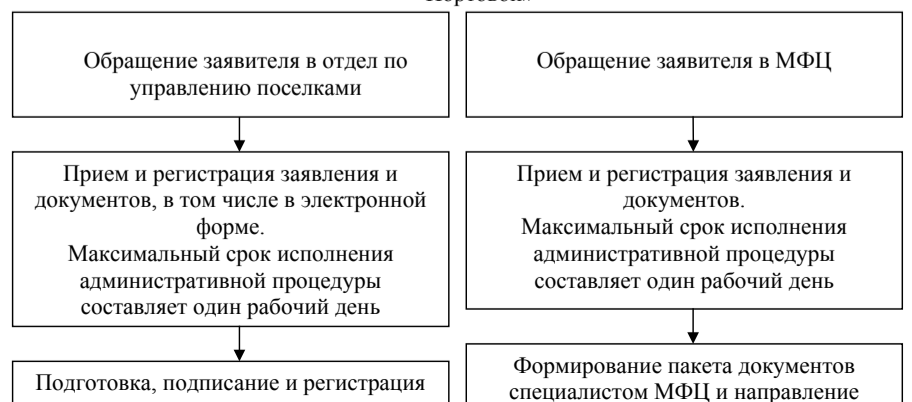 Обращение заявителя в отдел по
управлению поселками
Обращение заявителя в МФЦ
Прием и регистрация заявления и
документов, в том числе в электронной
форме.
Максимальный срок исполнения
административной процедуры
составляет один рабочий день
Прием и регистрация заявления и
документов.
Максимальный срок исполнения
административной процедуры
составляет один рабочий день
Подготовка, подписание и регистрация
Формирование пакета документов
специалистом МФЦ и направление